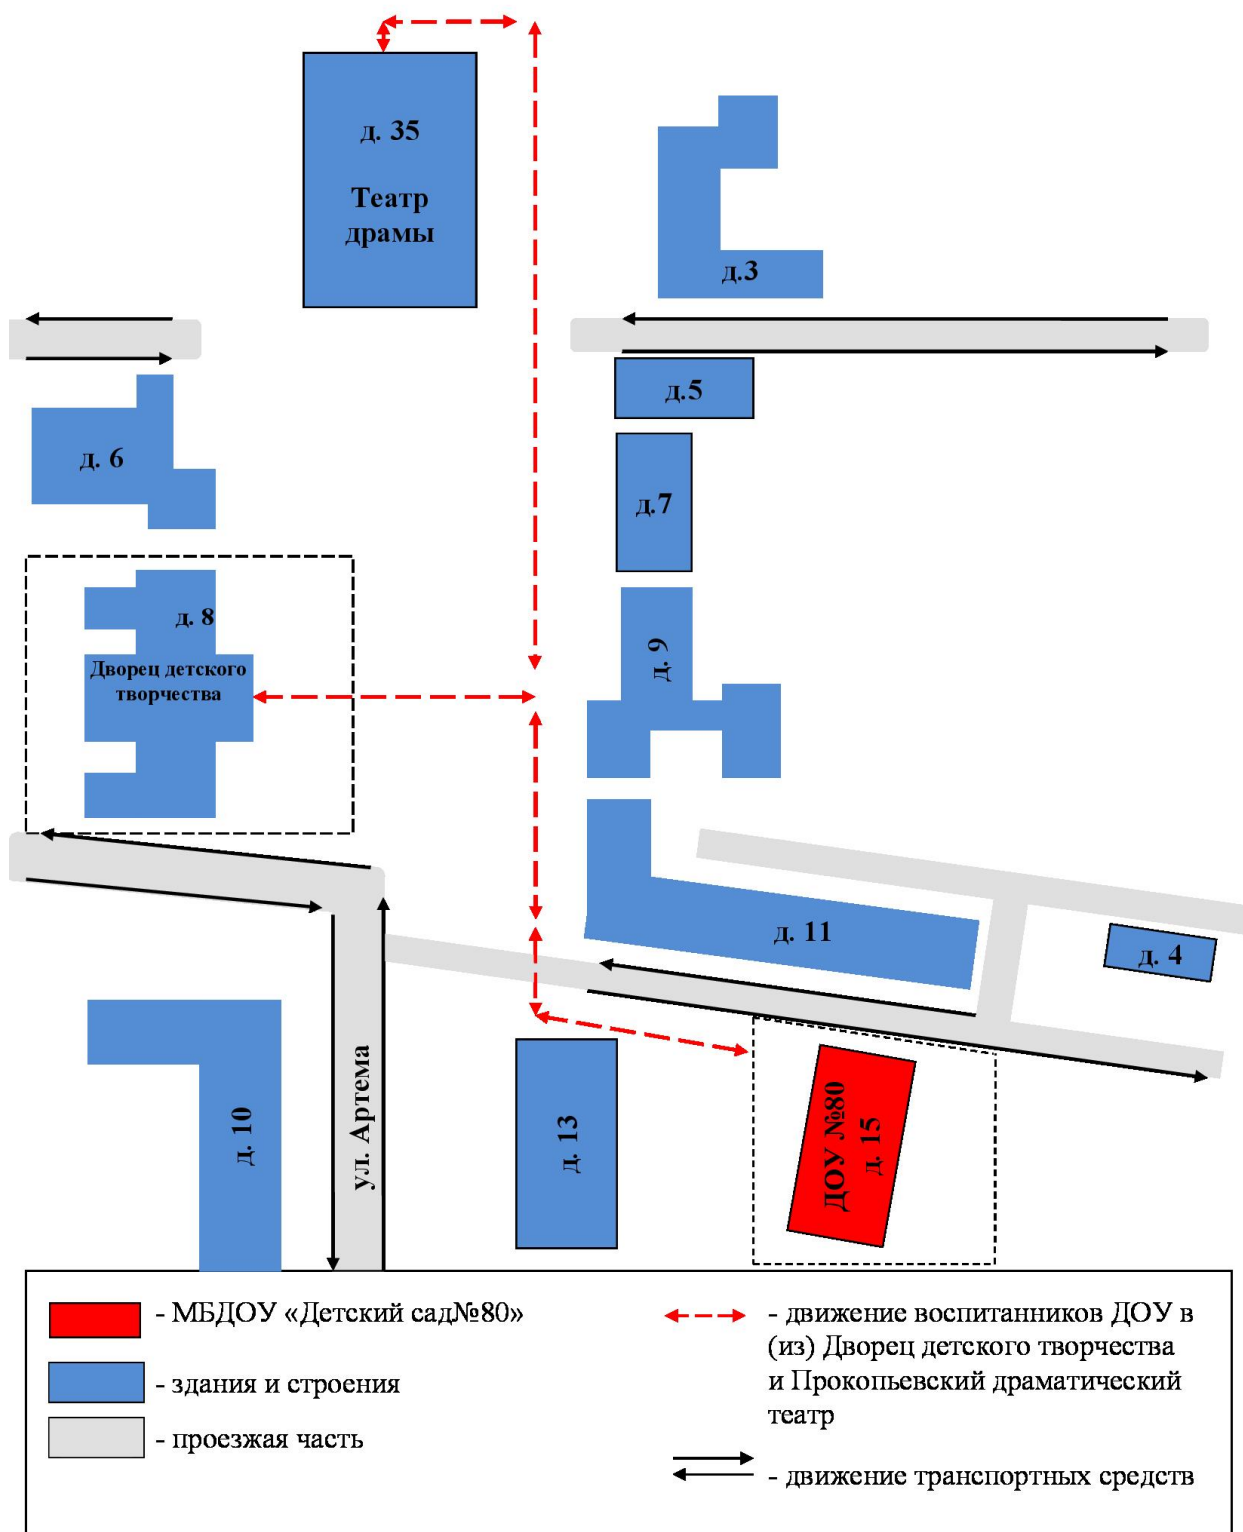 д. 35
Театр
драмы
д.3
д.5
д. 6
д.7
д. 8
Дворец детского
творчества
д. 9
д. 11
д. 4
д. 10
ул. Артема
д. 13
ДОУ №80
д. 15
- МБДОУ «Детский сад№80»
- здания и строения
- проезжая часть
- движение воспитанников ДОУ в
(из) Дворец детского творчества
и Прокопьевский драматический
театр
- движение транспортных средств